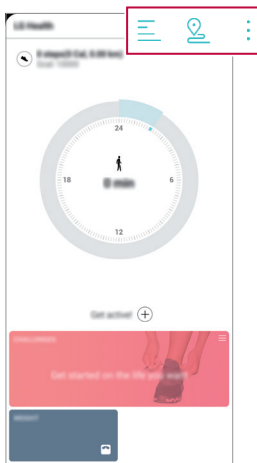 LG Health
24
18
6
0 min
12
Get active!
CHALLENGES
Get started on the life you want
WEIGHT